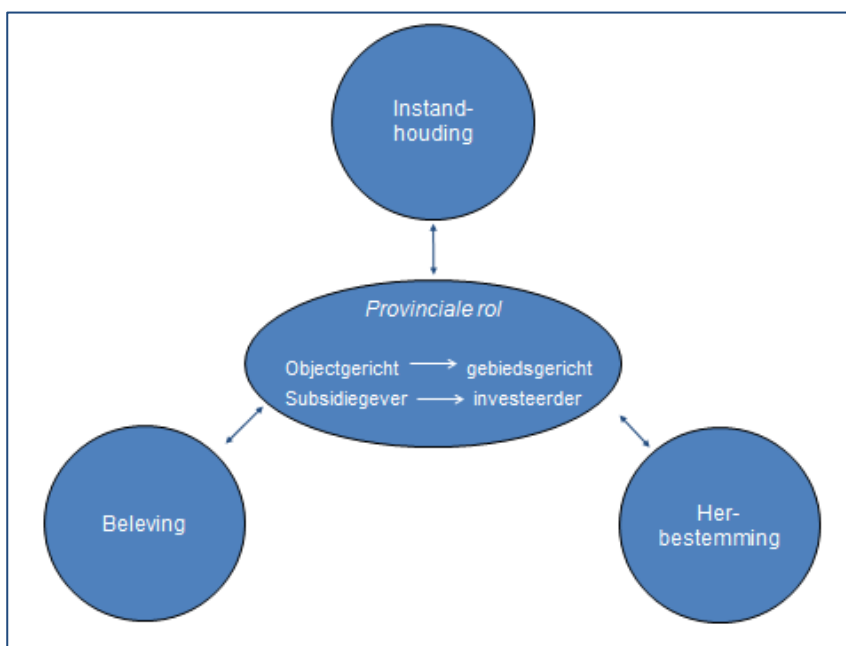 Instand-
houding
Provinciale rol
Objectgericht → gebiedsgericht
Subsidiegever → investeerder
Beleving
Her-
bestemming